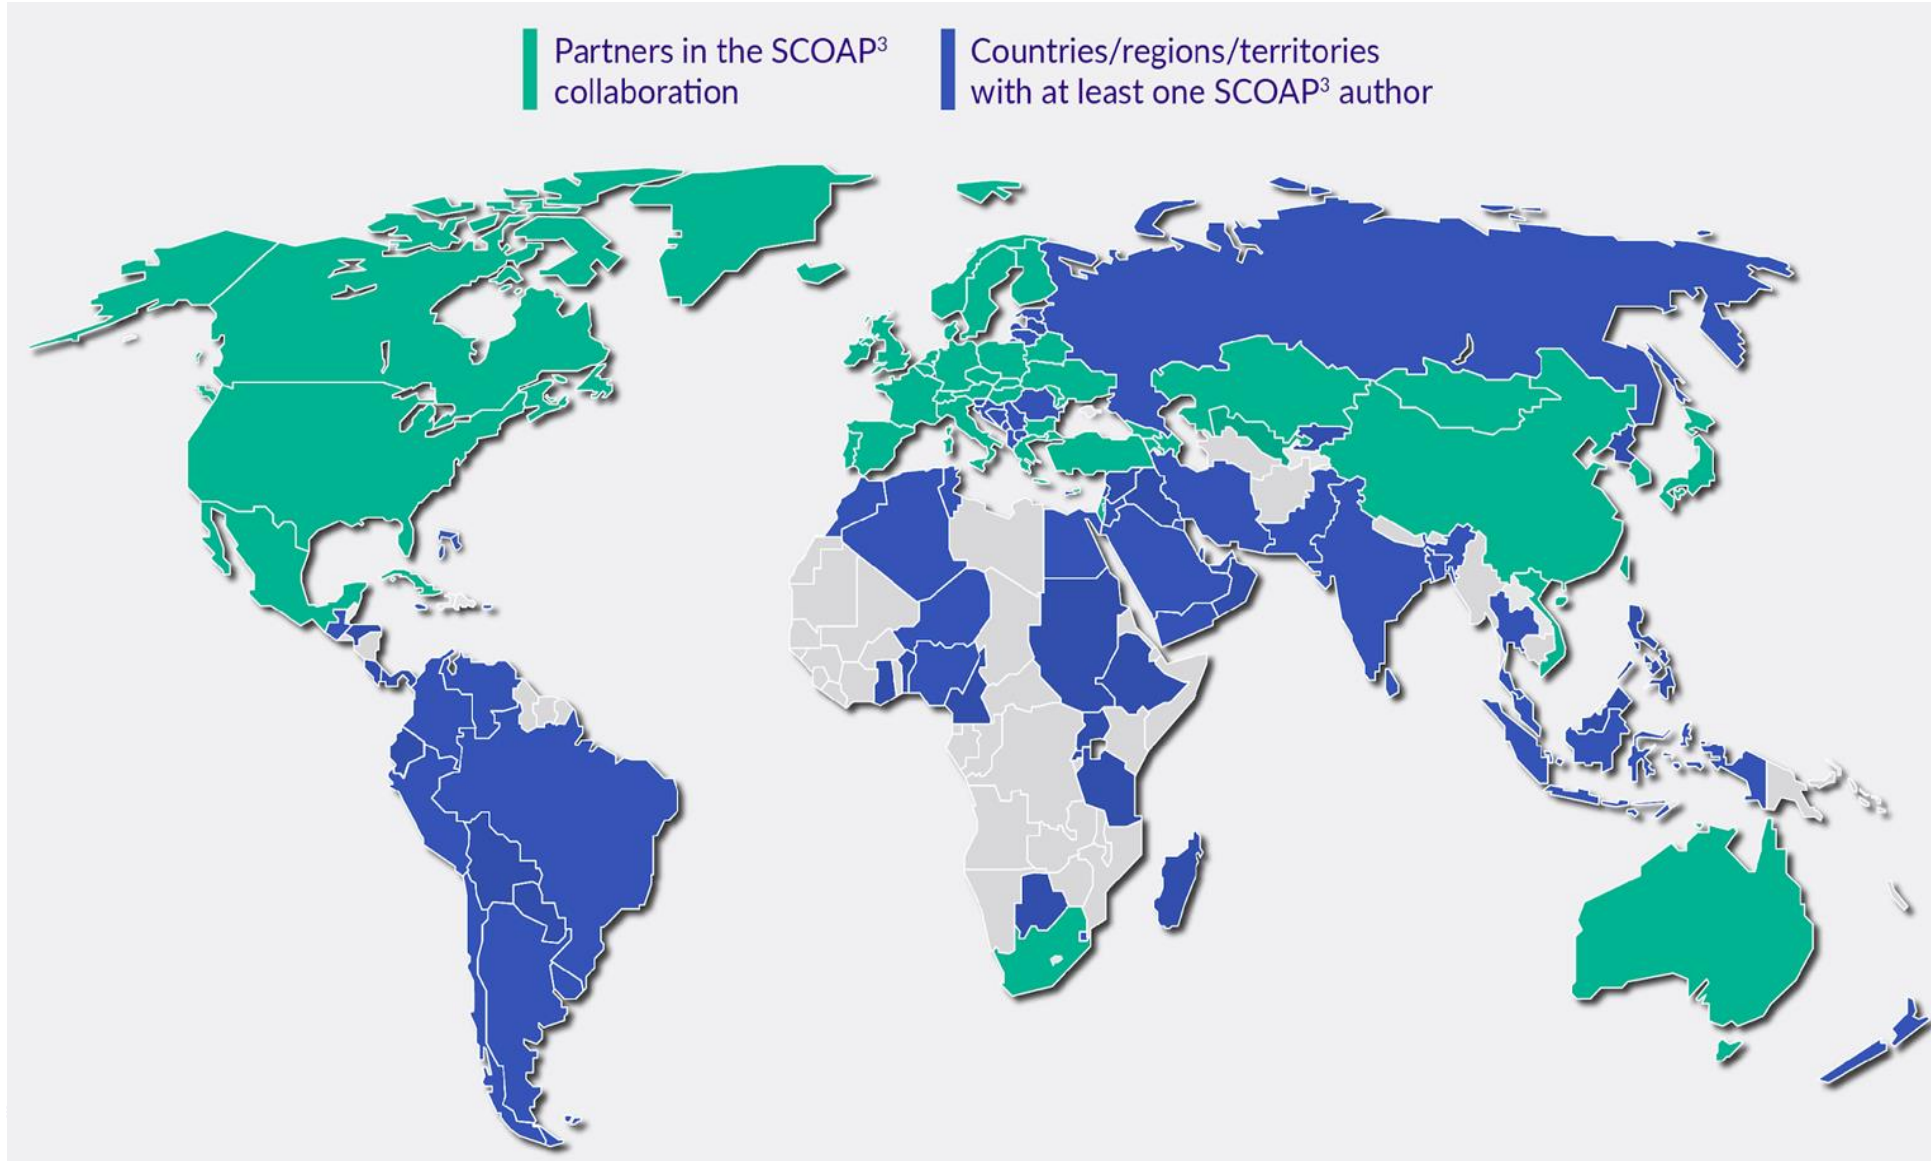 Partners in the SCOAP³
collaboration
Countries/regions/territories
with at least one SCOAP³ author